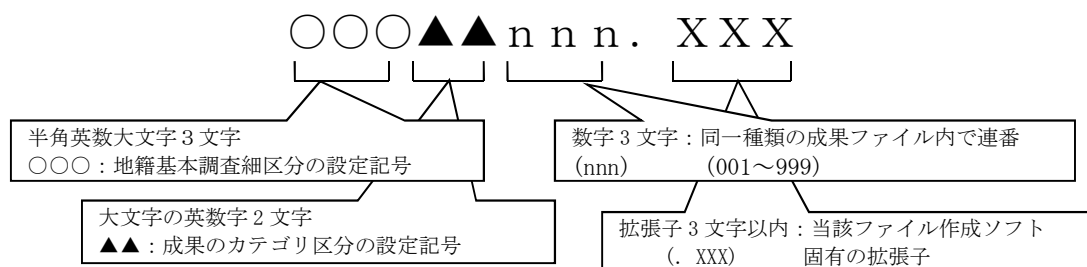 ○○○▲▲nnn. XXX
半角英数大文字3文字
○○○:地籍基本調査細区分の設定記号
数字3文字:同一種類の成果ファイル内で連番
(nnn) (001～999)
大文字の英数字2文字
▲▲:成果のカテゴリ区分の設定記号
拡張子3文字以内:当該ファイル作成ソフト
(. XXX) 固有の拡張子